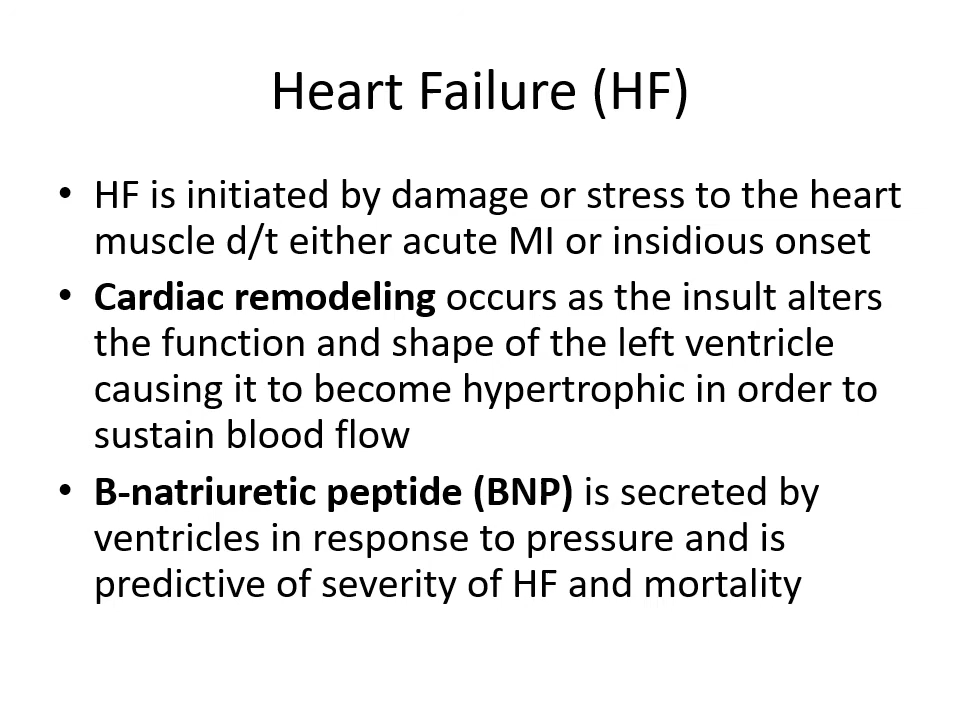 Heart Failure (HF)
• HF is initiated by damage or stress to the heart
muscle d/t either acute MI or insidious onset
• Cardiac remodeling occurs as the insult alters
the function and shape of the left ventricle
causing it to become hypertrophic in order to
sustain blood flow
• B-natriuretic peptide (BNP) is secreted by
ventricles in response to pressure and is
predictive of severity of HF and mortality